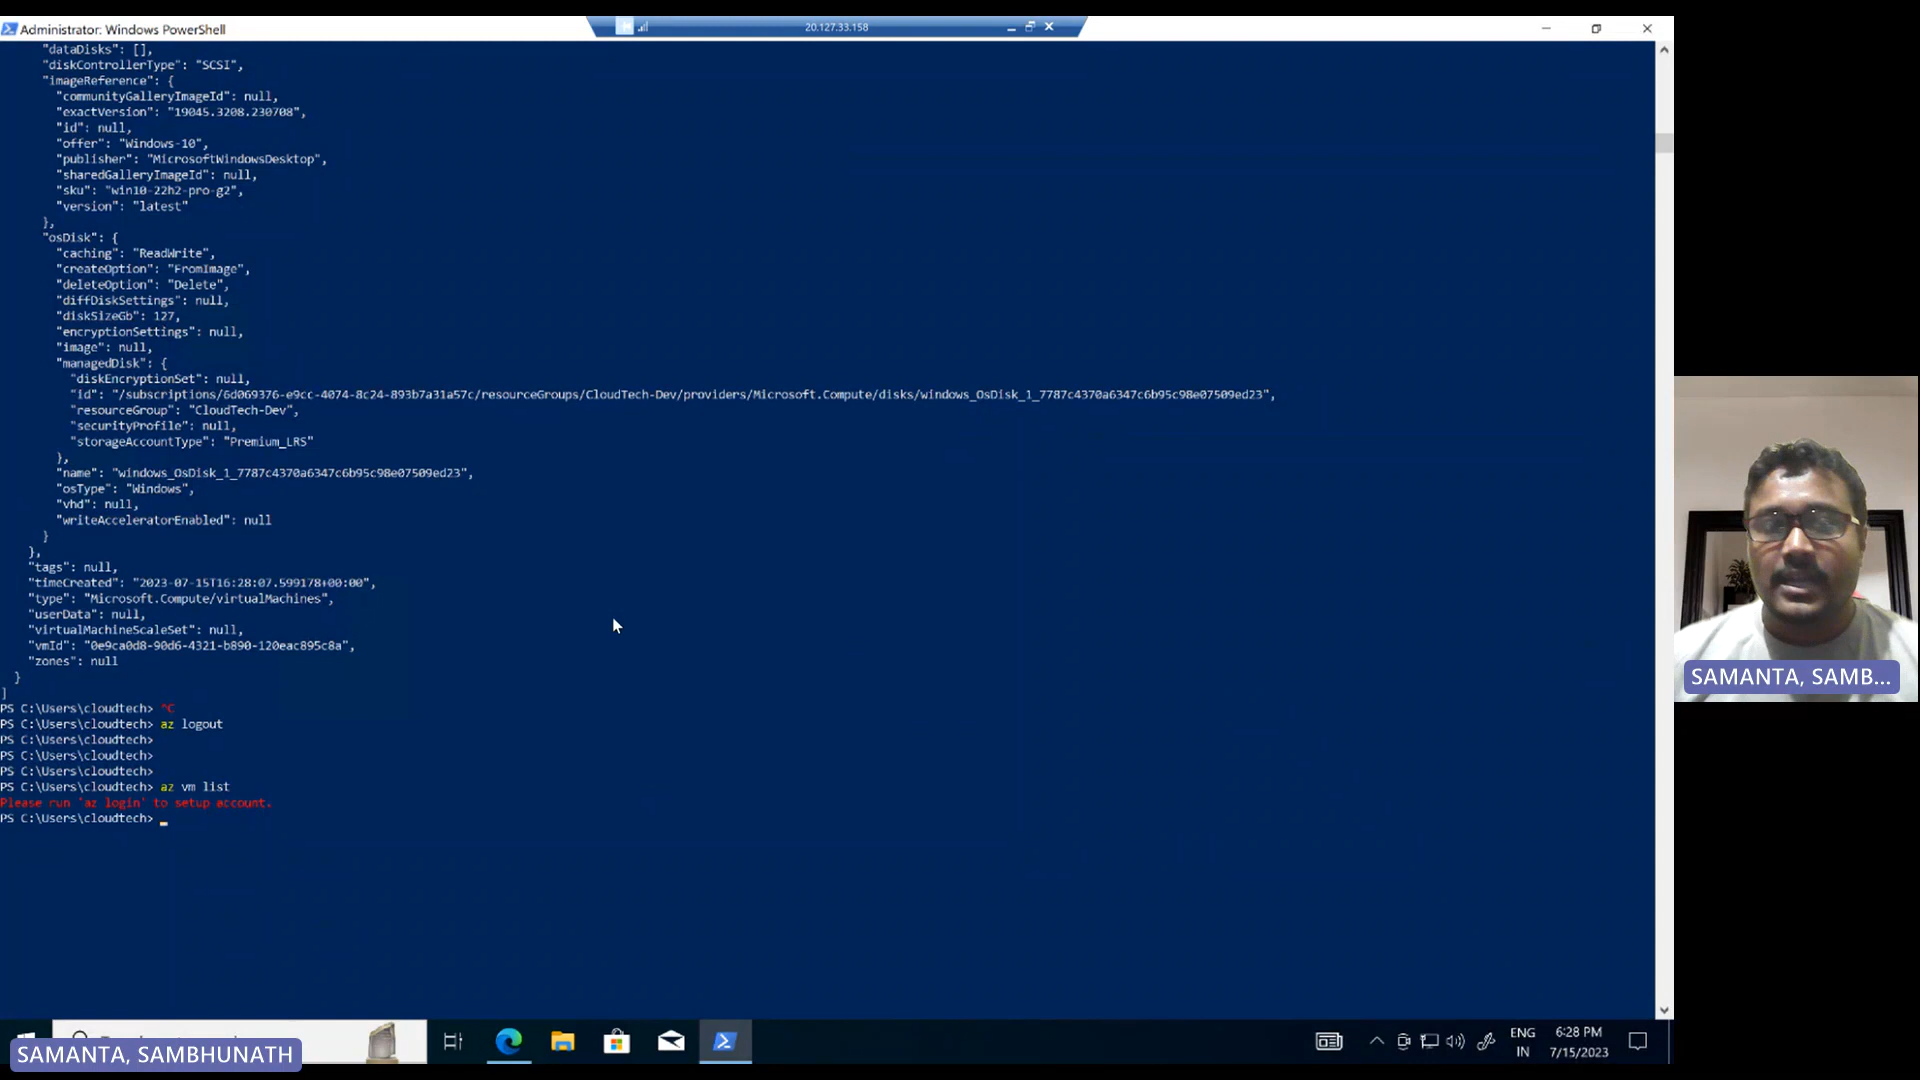 Administrator: Windows PowerShell
20.127.33.158
"dataDisks": [],
"diskControllerType": "SCSI",
"imageReference": {
"communityGalleryImageId": null,
"exactVersion": "19045.3208.230708",
"id": null,
"offer": "Windows-10",
"publisher": "MicrosoftWindowsDesktop",
"sharedGalleryImageId": null,
"sku": "win10-22h2-pro-g2",
"version": "latest"
},
"osDisk": {
"caching": "ReadWrite",
"createOption": "FromImage",
"deleteOption": "Delete",
"diffDiskSettings": null,
"diskSizeGb": 127,
"encryptionSettings": null,
"image": null,
"managedDisk": {
"diskEncryptionSet": null,
"id": "/subscriptions/6d069376-e9cc-4074-8c24-893b7a31a57c/resourceGroups/CloudTech-Dev/providers/Microsoft.Compute/disks/windows_OsDisk_1_7787c4370a6347c6b95c98e07509ed23",
"resourceGroup": "CloudTech-Dev",
"securityProfile": null,
"storageAccountType": "Premium_LRS"
},
"name": "windows_OsDisk_1_7787c4370a6347c6b95c98e07509ed23",
"osType": "Windows",
"vhd": null,
"writeAcceleratorEnabled": null
}
},
"tags": null,
"timeCreated": "2023-07-15T16:28:07.599178+00:00",
"type": "Microsoft.Compute/virtualMachines",
"userData": null,
"virtualMachineScaleSet": null,
"vmId": "0e9ca0d8-90d6-4321-b890-120eac895c8a",
"zones": null
}
]
PS C:\Users\cloudtech> ^C
PS C:\Users\cloudtech> az logout
PS C:\Users\cloudtech>
PS C:\Users\cloudtech>
PS C:\Users\cloudtech>
PS C:\Users\cloudtech> az vm list
Please run 'az login' to setup account.
PS C:\Users\cloudtech>
SAMANTA, SAMB...
SAMANTA, SAMBHUNATH
ENG
IN
6:28 PM
7/15/2023